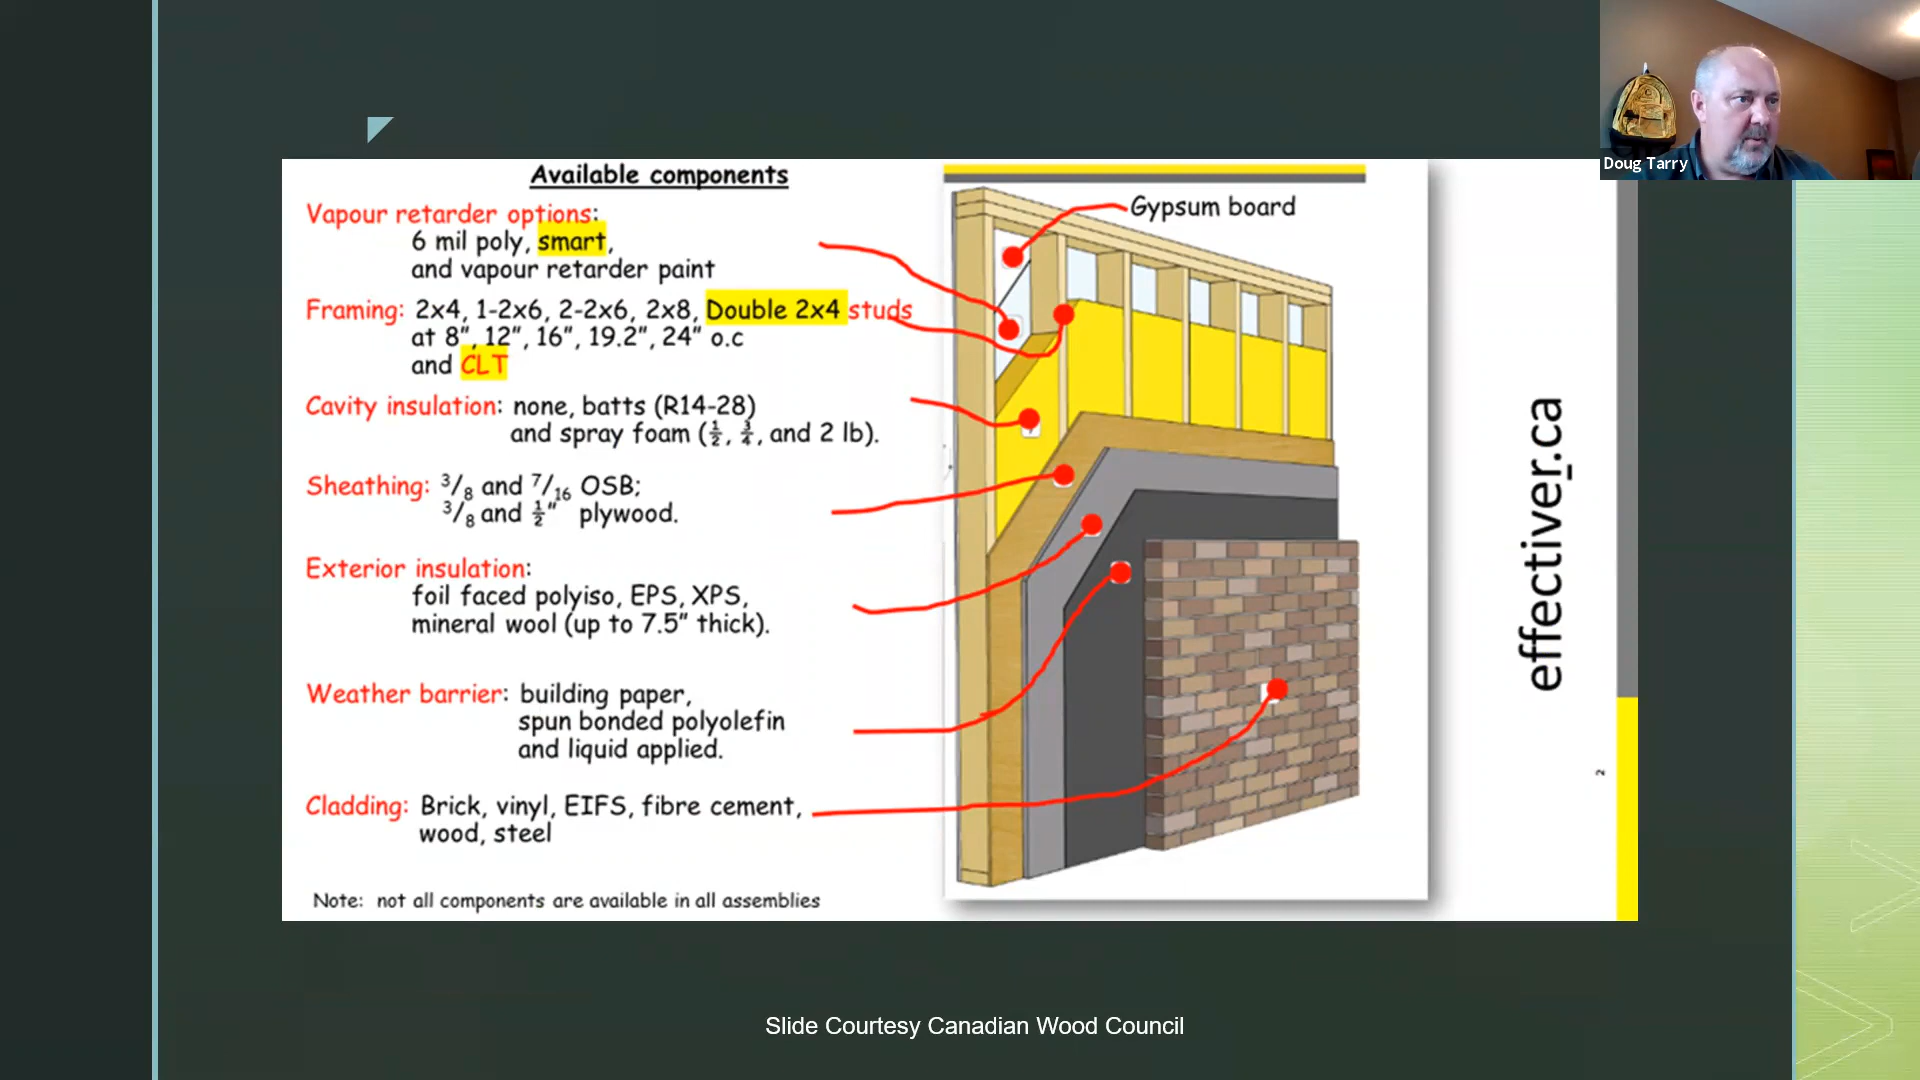 Doug Tarry
Available components
Vapour retarder options:
6 mil poly, smart,
and vapour retarder paint
Framing: 2x4, 1-2x6, 2-2x6, 2x8, Double 2x4 studs
at 8", 12", 16", 19.2", 24" o.c
and CLT
Cavity insulation: none, batts (R14-28)
and spray foam (½, ¾, and 2 lb).
Sheathing: 3/8 and 7/16 OSB;
3/8 and ½" plywood.
Exterior insulation:
foil faced polyiso, EPS, XPS,
mineral wool (up to 7.5" thick).
Weather barrier: building paper,
spun bonded polyolefin
and liquid applied.
Cladding: Brick, vinyl, EIFS, fibre cement,
wood, steel
Note: not all components are available in all assemblies
Gypsum board
effectiver.ca
2
Slide Courtesy Canadian Wood Council